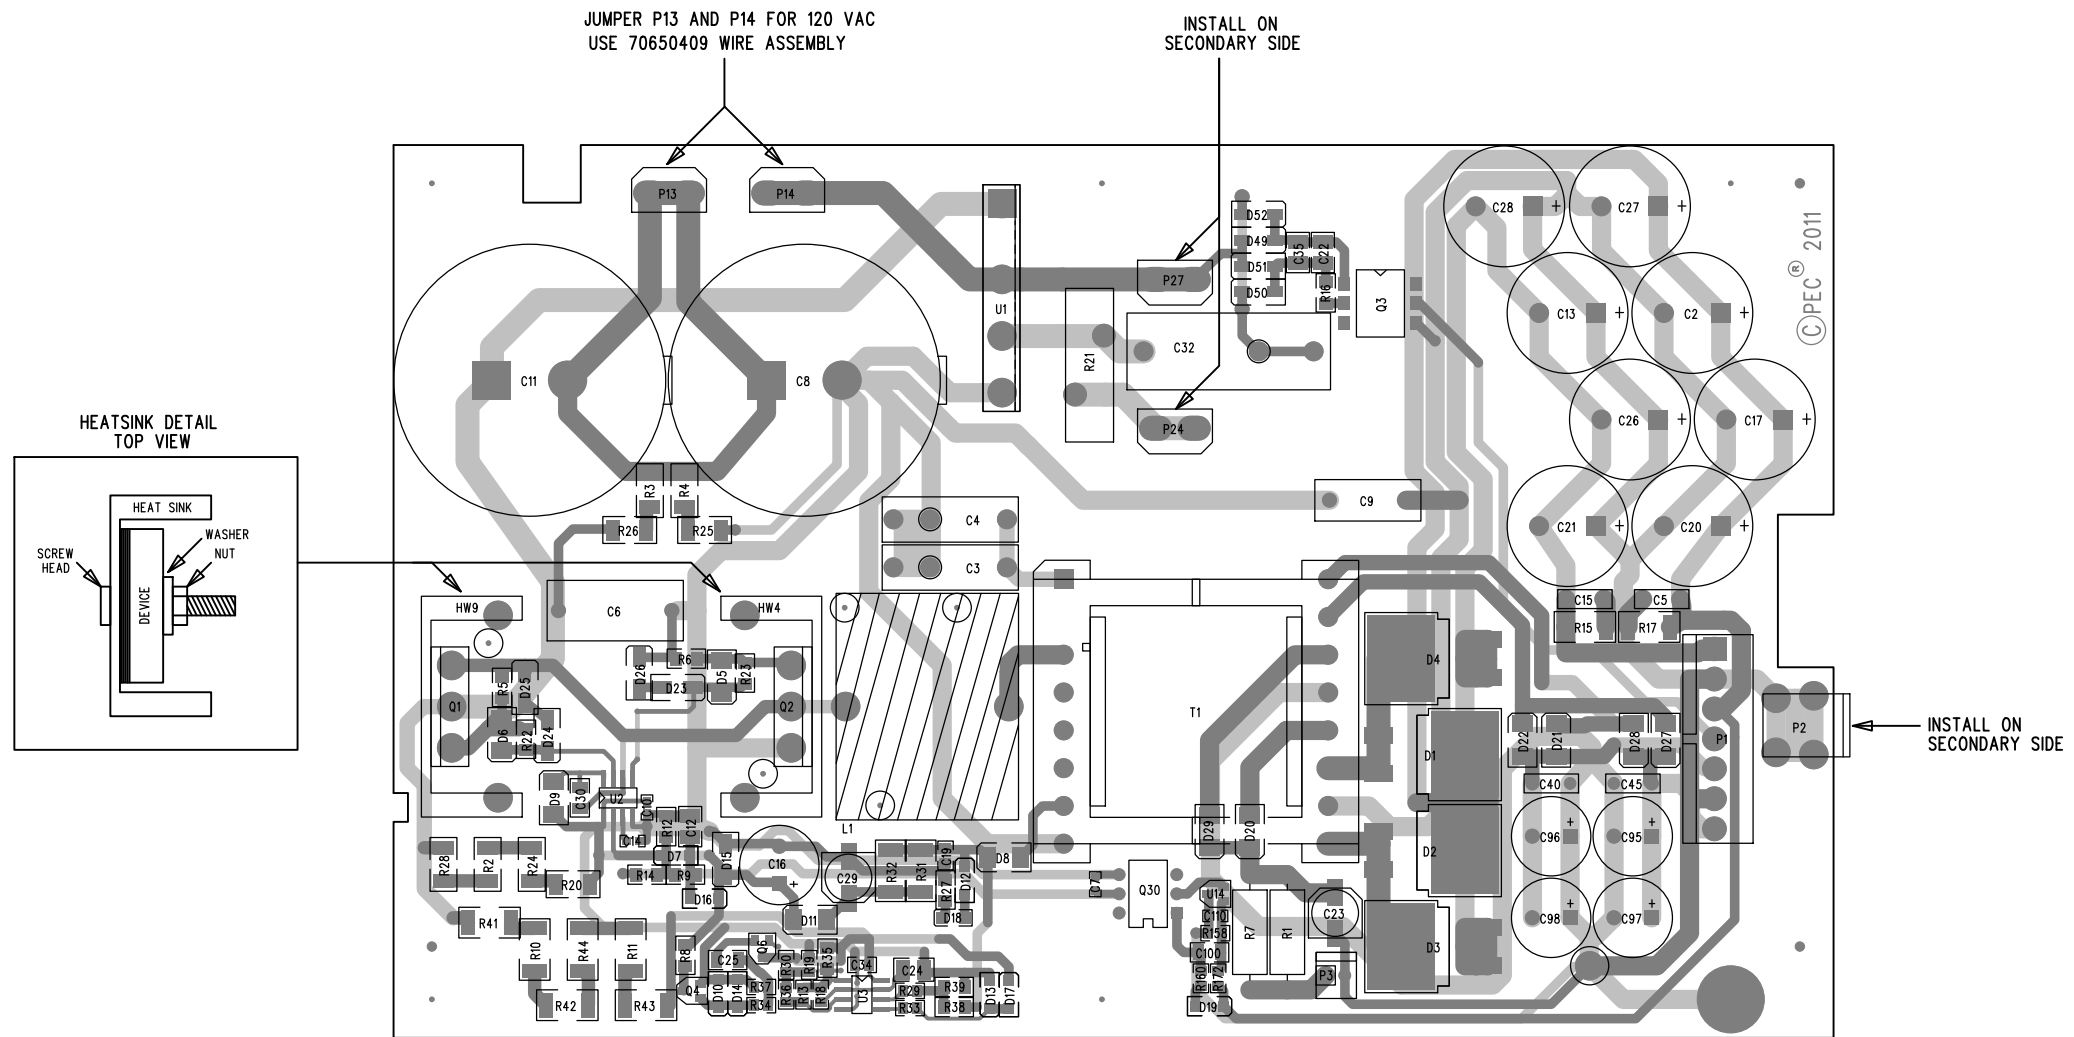 JUMPER P13 AND P14 FOR 120 VAC
USE 70650409 WIRE ASSEMBLY
INSTALL ON
SECONDARY SIDE
P13
P14
C28
+
C27
+
D52
D49
D51
D50
C35
C22
R16
P27
Q3
U1
C13
+
C2
+
©PEC® 2011
C32
R21
C11
C8
P24
C26
+
C17
+
HEATSINK DETAIL
TOP VIEW
HEAT SINK
WASHER
NUT
SCREW
HEAD
DEVICE
R3
R4
R26
R25
C4
C9
C21
+
C20
+
C3
HW9
C6
HW4
C15
C5
R15
R17
D26
R6
D5
R23
D23
D4
R5
D25
Q1
Q2
T1
D6
R22
D24
D22
D21
D28
D27
P1
P2
INSTALL ON
SECONDARY SIDE
D1
D9
C30
U2
C10
C40
C45
L1
R12
C12
C14
D29
D20
C96
+
C95
+
R28
R2
R24
D7
D15
C16
+
C19
D8
D2
R20
R14
R9
C29
R32
R31
R27
D12
C7
Q30
U14
D16
R41
D11
D18
C110
R158
C23
C98
+
C97
+
R10
R44
R11
R8
Q6
R35
C100
R7
R1
D3
C25
R30
R19
C34
C24
R160
R72
P3
Q4
D10
D14
R37
R36
R13
R18
U3
R29
R39
D13
D17
R42
R43
R34
R33
R38
D19